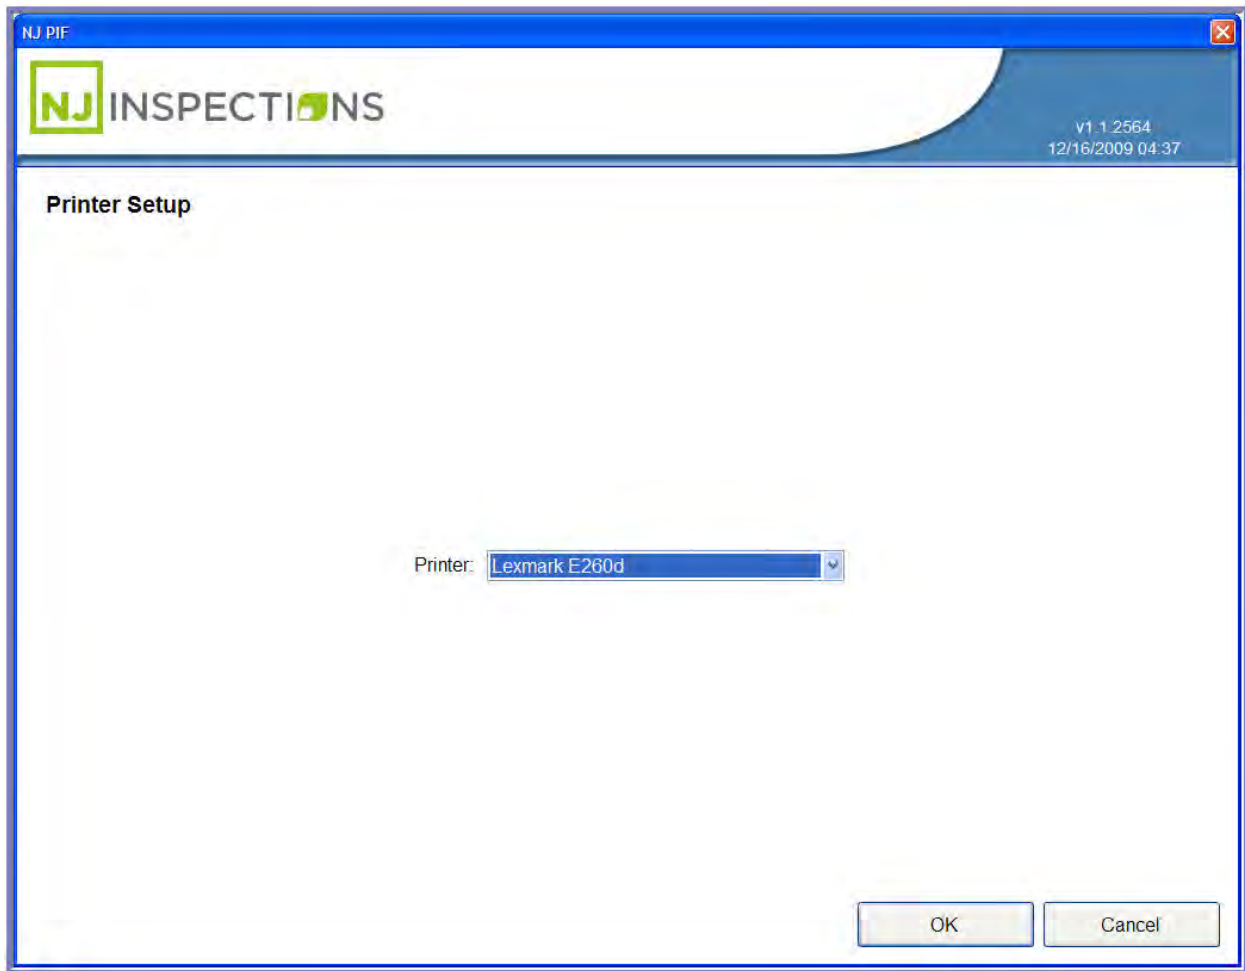 NJ PIF
NJ INSPECTIONS
v1.1.2564
12/16/2009 04:37
Printer Setup
Printer: Lexmark E260d
OK Cancel